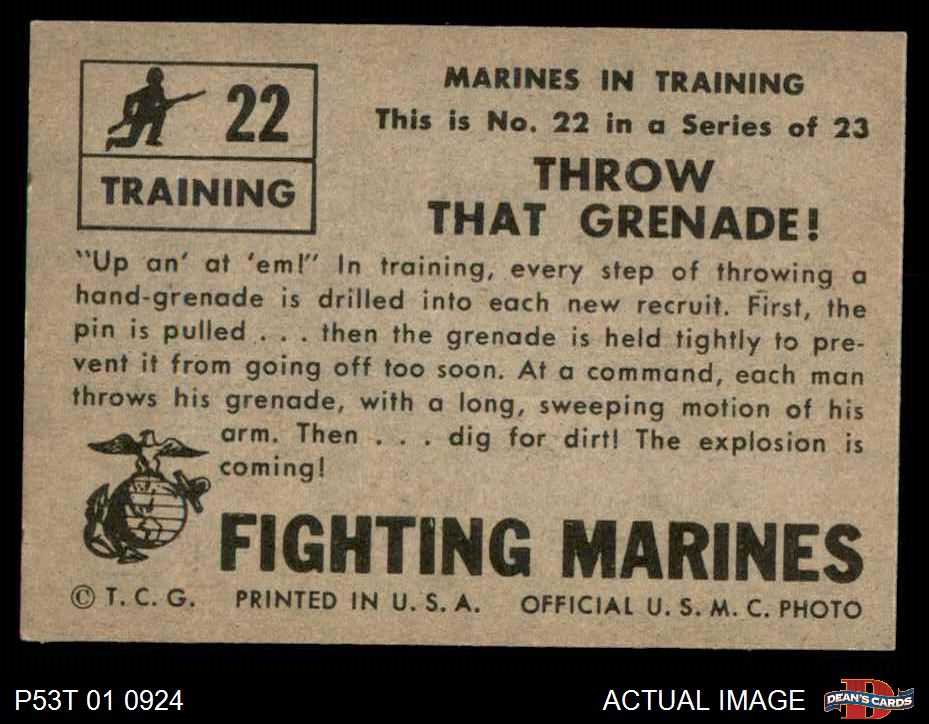 22
TRAINING
MARINES IN TRAINING
This is No. 22 in a Series of 23
THROW
THAT GRENADE!
"Up an' at 'em!" In training, every step of throwing a
hand-grenade is drilled into each new recruit. First, the
pin is pulled . . . then the grenade is held tightly to pre-
vent it from going off too soon. At a command, each man
throws his grenade, with a long, sweeping motion of his
arm. Then . . . dig for dirt! The explosion is
coming!
FIGHTING MARINES
© T. C. G. PRINTED IN U. S. A. OFFICIAL U. S. M. C. PHOTO
P53T 01 0924 ACTUAL IMAGE DEAN'S CARDS